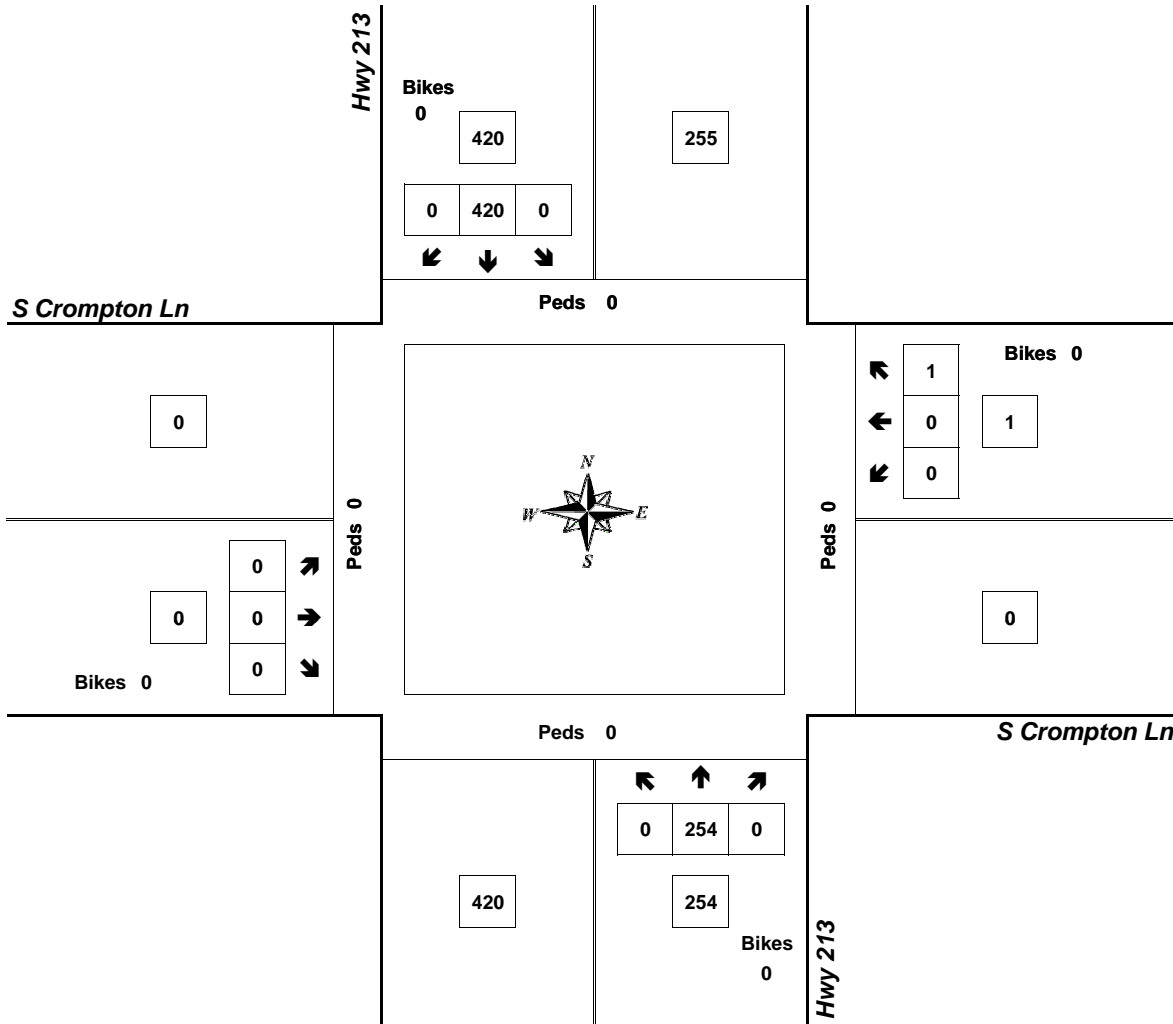 Hwy 213
Bikes
0
420
255
0 420 0
Peds 0
S Crompton Ln
Bikes 0
1
0
1
0
0
N
W E
S
Peds 0
Peds 0
0
0
0
0
0
Bikes 0
Peds 0
S Crompton Ln
0 254 0
420
254
Bikes
0
Hwy 213